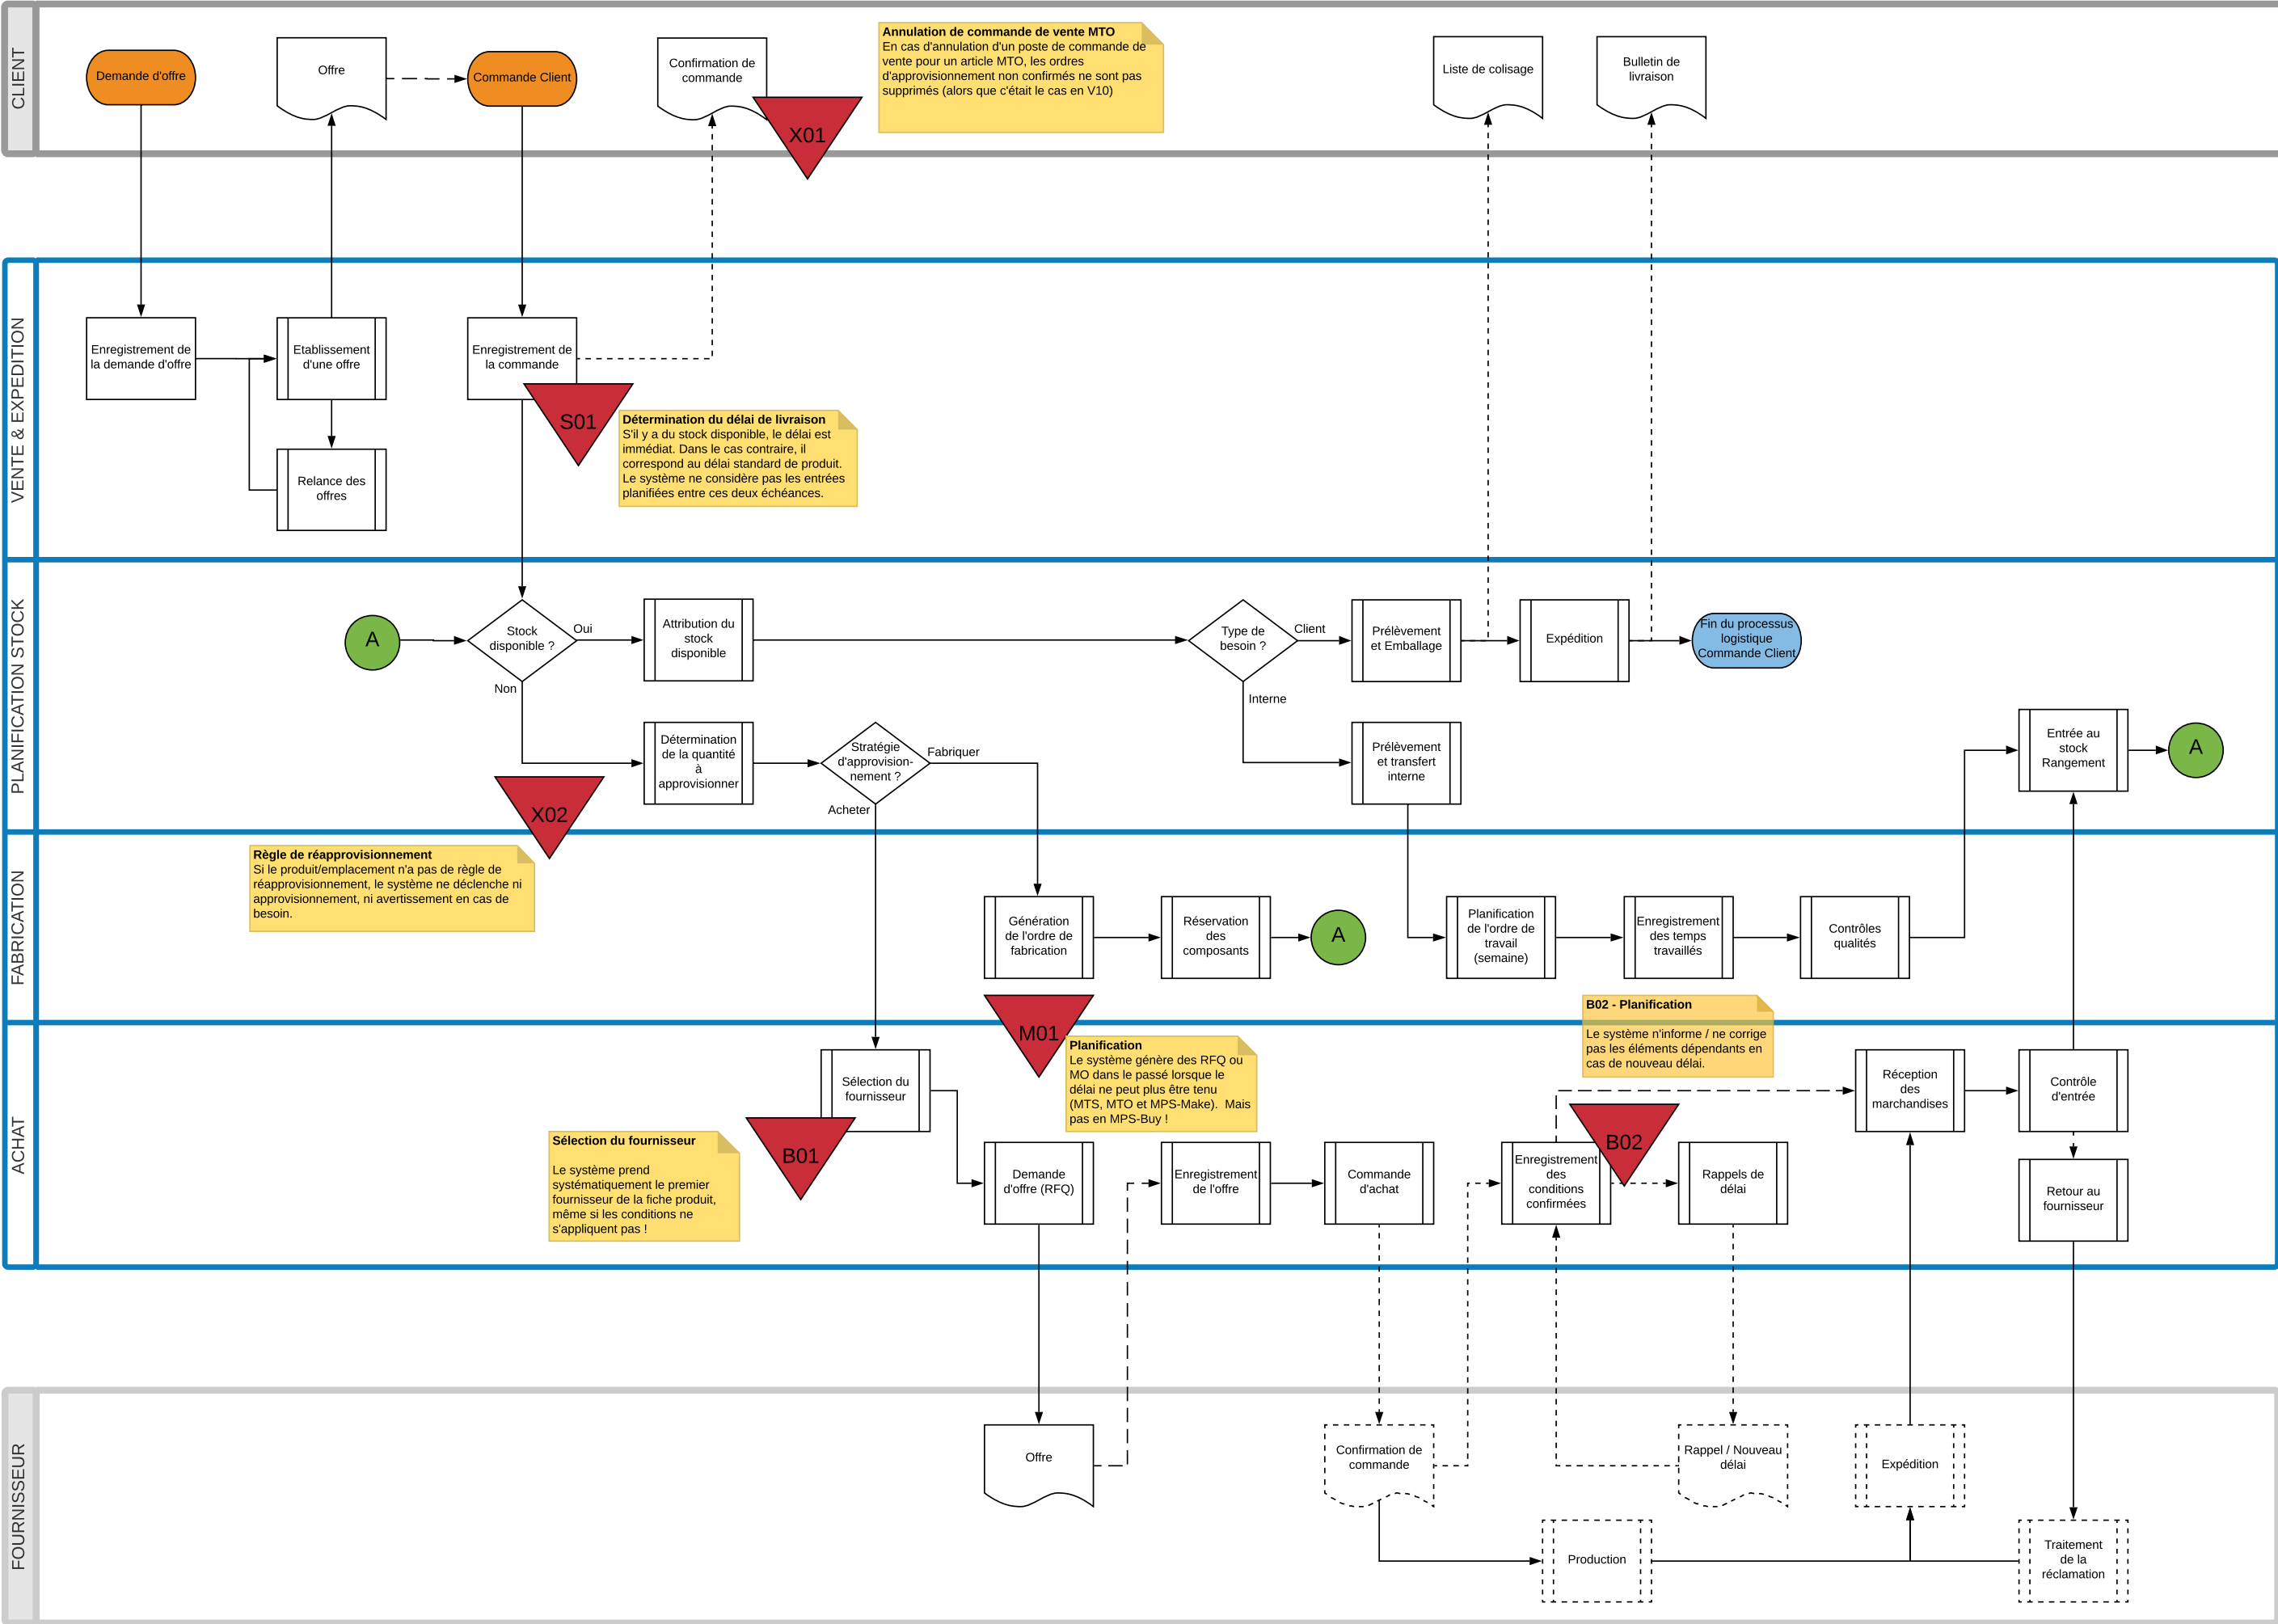 CLIENT
Demande d'offre
Offre
Commande Client
Confirmation de
commande
X01
Annulation de commande de vente MTO
En cas d'annulation d'un poste de commande de
vente pour un article MTO, les ordres
d'approvisionnement non confirmés ne sont pas
supprimés (alors que c'était le cas en V10)
Liste de colisage
Bulletin de
livraison
VENTE & EXPEDITION
Enregistrement de
la demande d'offre
Etablissement
d'une offre
Enregistrement de
la commande
S01
Détermination du délai de livraison
S'il y a du stock disponible, le délai est
immédiat. Dans le cas contraire, il
correspond au délai standard de produit.
Le système ne considère pas les entrées
planifiées entre ces deux échéances.
Relance des
offres
PLANIFICATION STOCK
A
Stock
disponible ?
Oui
Non
Attribution du
stock
disponible
Type de
besoin ?
Client
Interne
Prélèvement
et Emballage
Expédition
Fin du processus
logistique
Commande Client
Détermination
de la quantité
à
approvisionner
Stratégie
d'approvision-
nement ?
Fabriquer
Acheter
Prélèvement
et transfert
interne
Entrée au
stock
Rangement
A
X02
FABRICATION
Règle de réapprovisionnement
Si le produit/emplacement n'a pas de règle de
réapprovisionnement, le système ne déclenche ni
approvisionnement, ni avertissement en cas de
besoin.
Génération
de l'ordre de
fabrication
Réservation
des
composants
A
Planification
de l'ordre de
travail
(semaine)
Enregistrement
des temps
travaillés
Contrôles
qualités
M01
Planification
Le système génère des RFQ ou
MO dans le passé lorsque le
délai ne peut plus être tenu
(MTS, MTO et MPS-Make).  Mais
pas en MPS-Buy !
B02 - Planification
Le système n'informe / ne corrige
pas les éléments dépendants en
cas de nouveau délai.
ACHAT
Sélection du
fournisseur
B01
Sélection du fournisseur
Le système prend
systématiquement le premier
fournisseur de la fiche produit,
même si les conditions ne
s'appliquent pas !
Demande
d'offre (RFQ)
Enregistrement
de l'offre
Commande
d'achat
Enregistrement
des
conditions
confirmées
B02
Rappels de
délai
Réception
des
marchandises
Contrôle
d'entrée
Retour au
fournisseur
FOURNISSEUR
Offre
Confirmation de
commande
Rappel / Nouveau
délai
Expédition
Production
Traitement
de la
réclamation